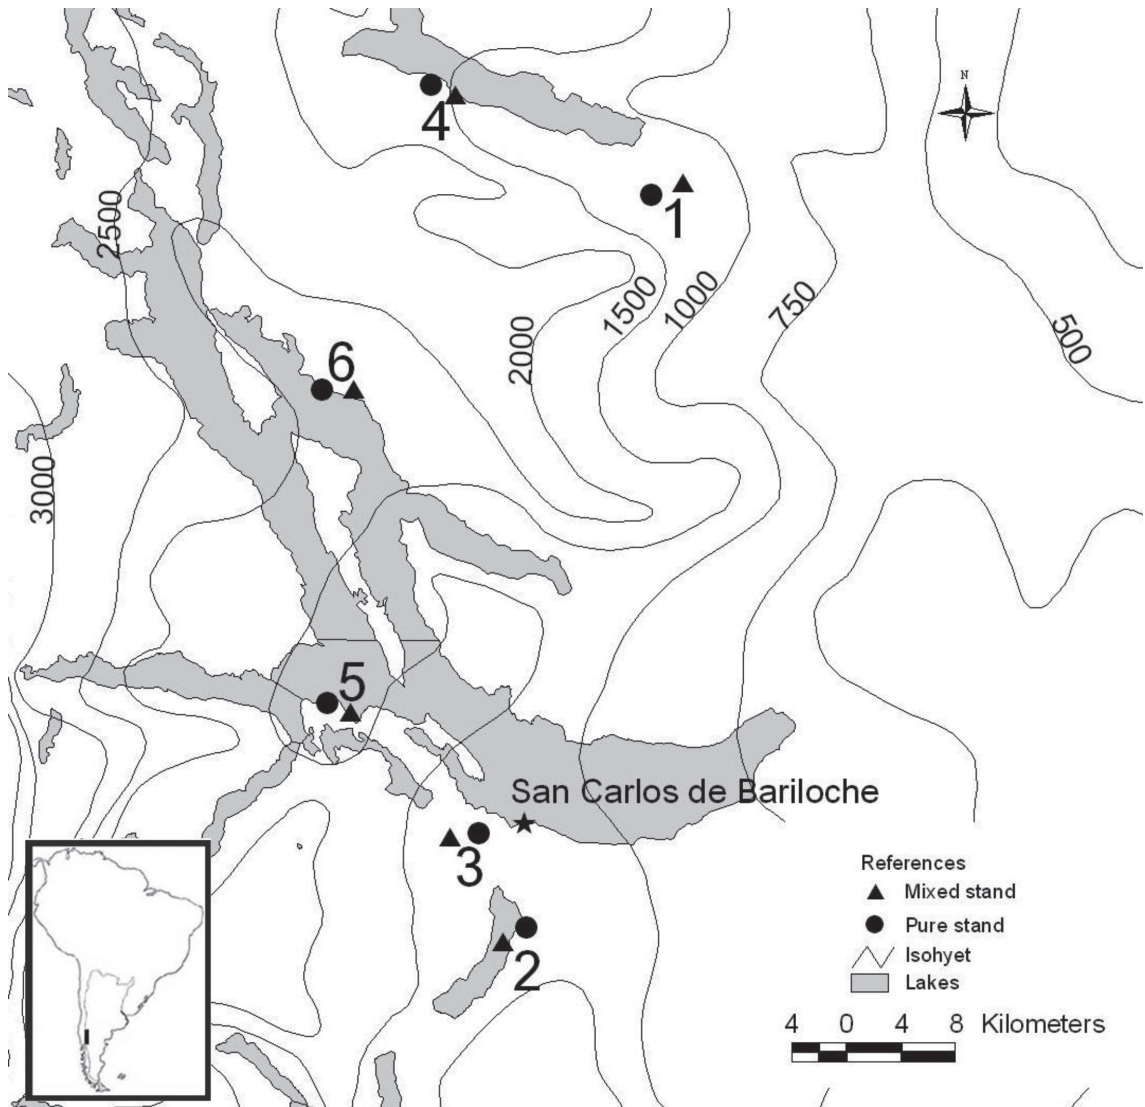 N
4
1
2500
1500
1000
750
500
2000
6
3000
5
San Carlos de Bariloche
3
2
References
Mixed stand
Pure stand
Isohyet
Lakes
4 0 4 8 Kilometers